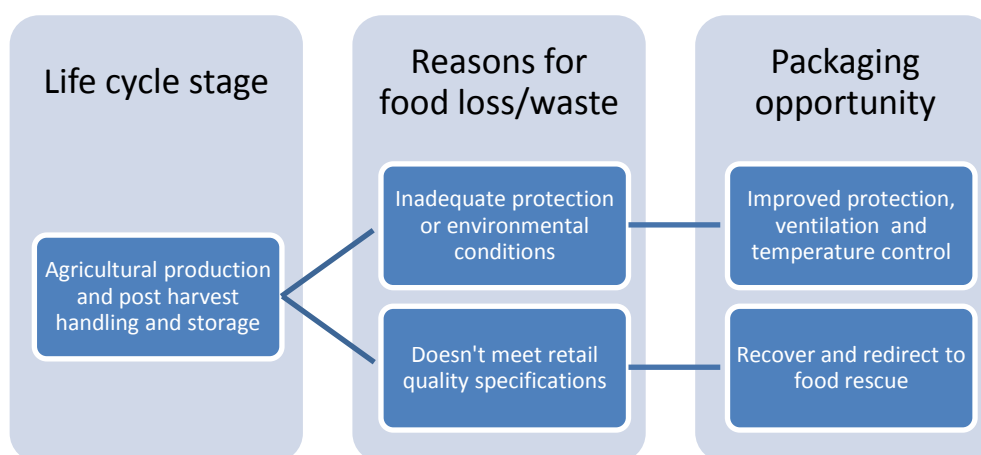 Life cycle stage
Reasons for
food loss/waste
Packaging
opportunity
Agricultural production
and post harvest
handling and storage
Inadequate protection
or environmental
conditions
Improved protection,
ventilation and
temperature control
Doesn't meet retail
quality specifications
Recover and redirect to
food rescue